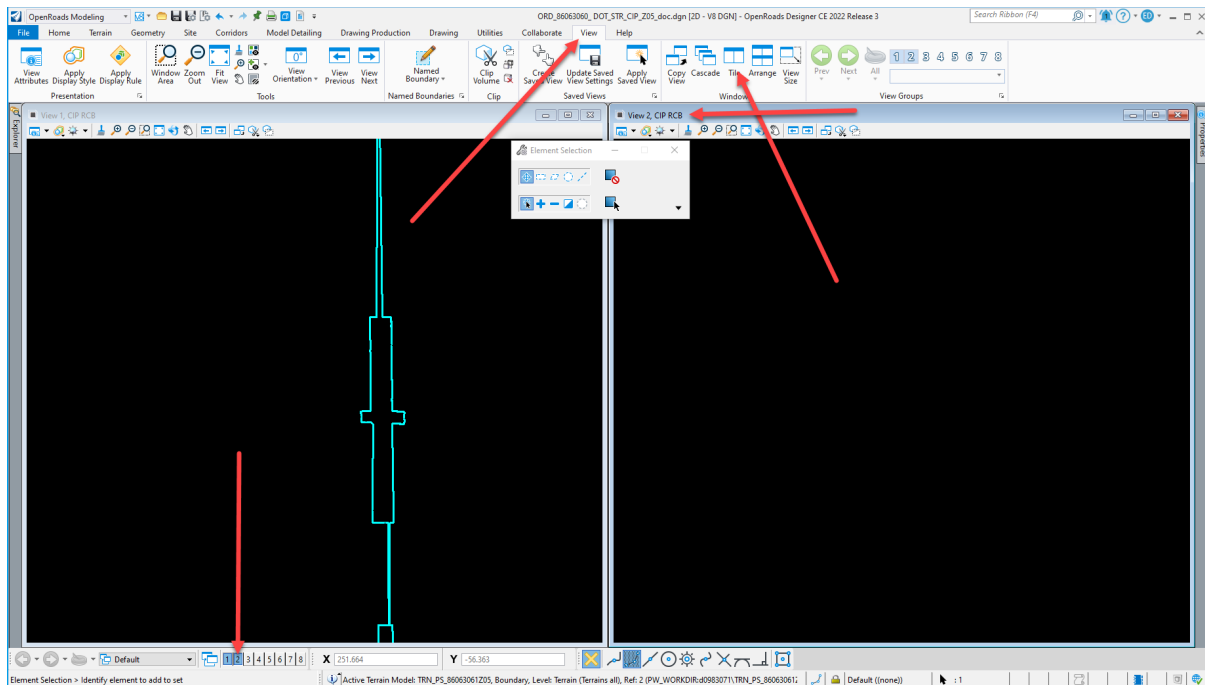 OpenRoads Modeling
ORD_86063060_ DOT_STR_CIP_Z05_doc.dgn [2D - V8 DGN] - OpenRoads Designer CE 2022 Release 3
Search Ribbon (F4)
ED
File Home Terrain Geometry Site Corridors Model Detailing Drawing Production Drawing Utilities Collaborate View Help
View Attributes
Apply Display Style
Apply Display Rule
Window Area
Zoom Out
Fit View
View Orientation
View Previous
View Next
Named Boundary
Clip Volume
Create Saved View
Update Saved View Settings
Apply Saved View
Copy View
Cascade
Tile
Arrange
View Size
Prev
Next
All
1 2 3 4 5 6 7 8
Presentation Tools Named Boundaries Clip Saved Views Window View Groups
Explorer
View 1, CIP RCB
View 2, CIP RCB
Properties
Element Selection
Default
1 2 3 4 5 6 7 8
X 251.664
Y -56.363
Element Selection > Identify element to add to set
Active Terrain Model: TRN_PS_86063061Z05, Boundary, Level: Terrain (Terrains all), Ref: 2 (PW_WORKDIR:d0983071\TRN_PS_86063061Z
Default ((none))
: 1